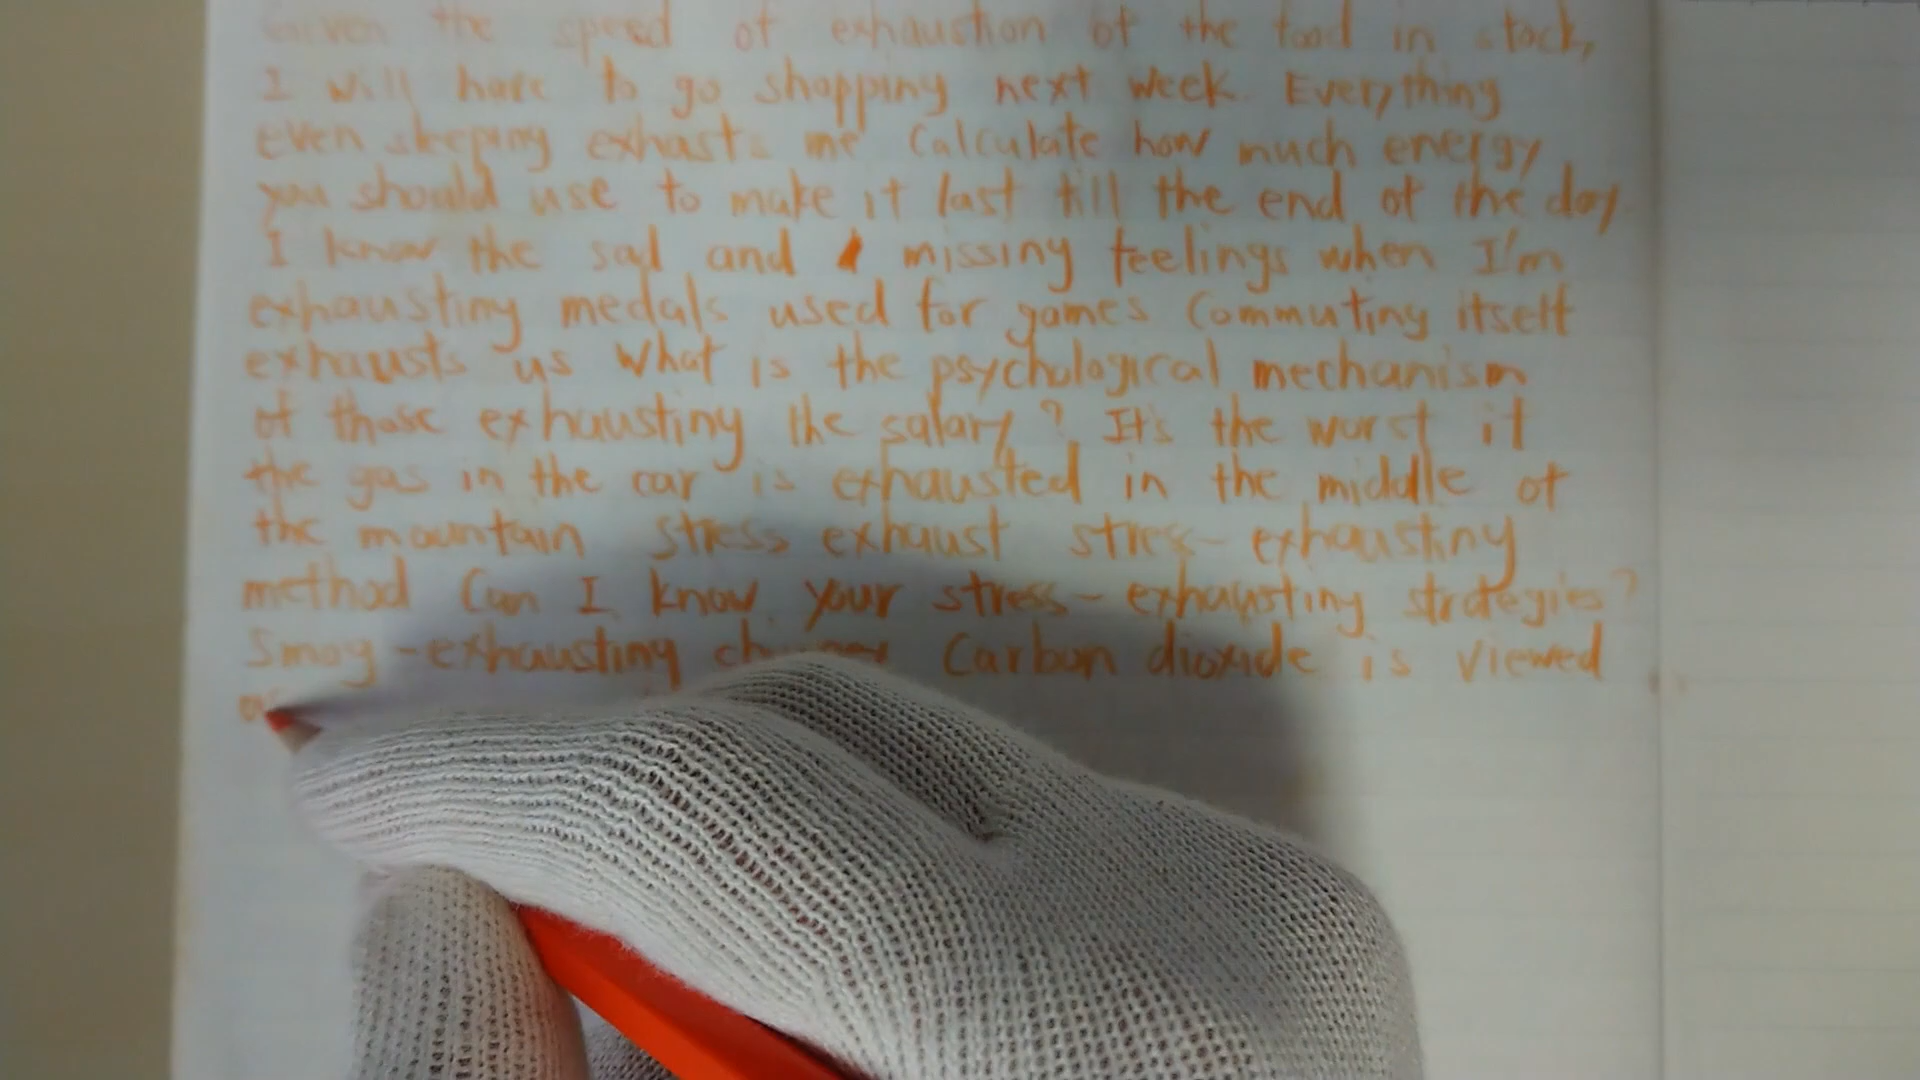 Given the speed of exhaustion of the food in stock,
I will have to go shopping next week. Everything
even sleeping exhasts me Calculate how much energy
you should use to make it last till the end of the day
I know the sad and missing feelings when I'm
exhausting medals used for games Commuting itself
exhausts us What is the psychological mechanism
of those exhausting the salary? It's the worst if
the gas in the car is exhausted in the middle of
the mountain stress exhaust stress-exhausting
method Can I know your stress-exhausting strategies?
Smog-exhausting Carbon dioxide is viewed